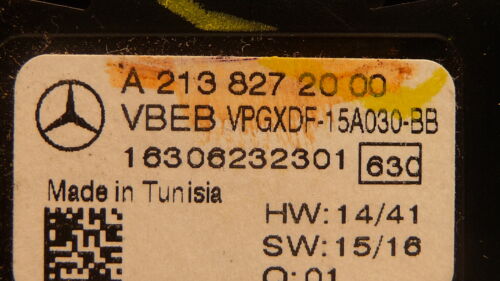 A 213 827 20 00
VBEB VPGXDF-15A030-BB
16306232301 630
Made in Tunisia
HW: 14/41
SW: 15/16
Q: 01